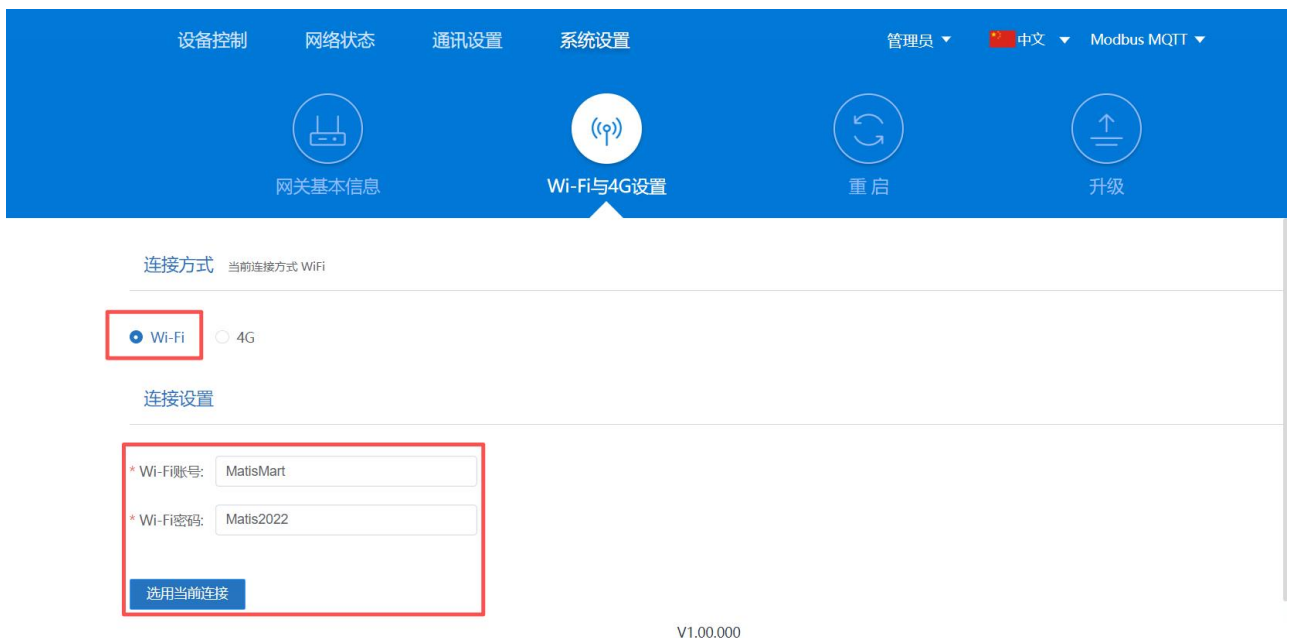 设备控制 网络状态 通讯设置 系统设置 管理员 中文 Modbus MQTT
网关基本信息 Wi-Fi与4G设置 重启 升级
连接方式 当前连接方式 WiFi
Wi-Fi 4G
连接设置
* Wi-Fi账号: MatisMart
* Wi-Fi密码: Matis2022
选用当前连接
V1.00.000